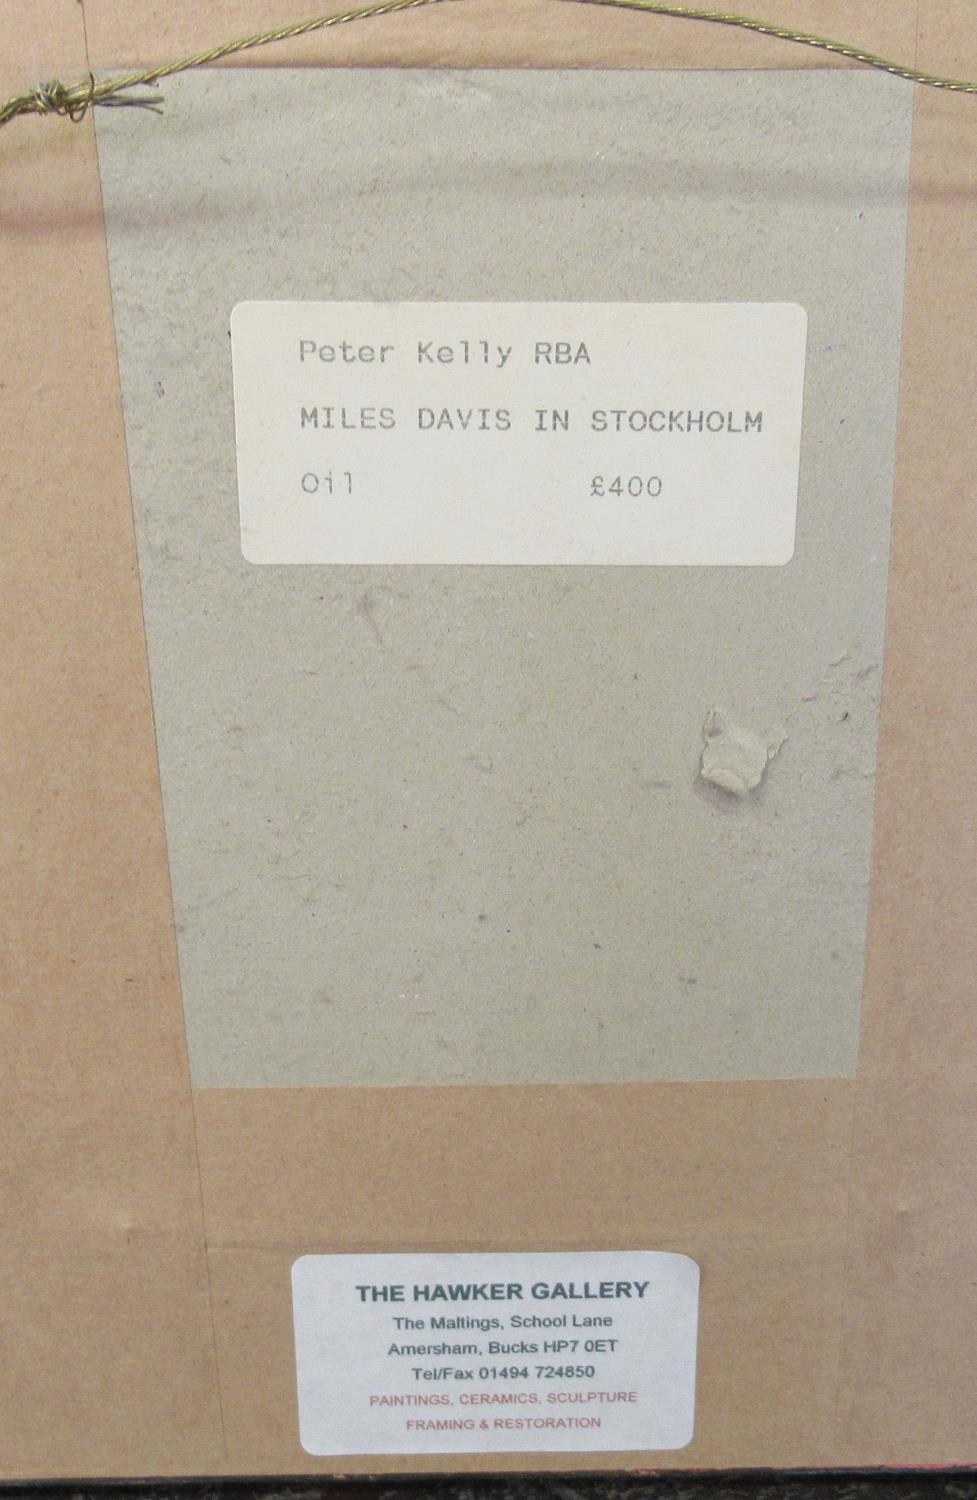 Peter Kelly RBA
MILES DAVIS IN STOCKHOLM
Oil £400
THE HAWKER GALLERY
The Maltings, School Lane
Amersham, Bucks HP7 0ET
Tel/Fax 01494 724850
PAINTINGS, CERAMICS, SCULPTURE
FRAMING & RESTORATION